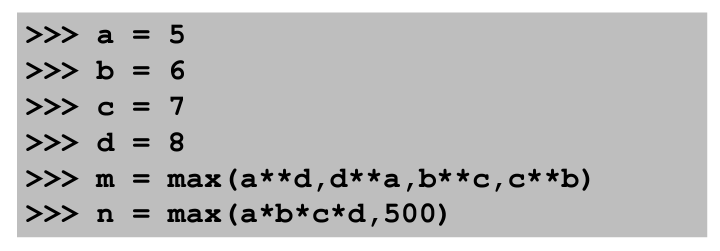 >>> a = 5
>>> b = 6
>>> c = 7
>>> d = 8
>>> m = max(a**d,d**a,b**c,c**b)
>>> n = max(a*b*c*d,500)